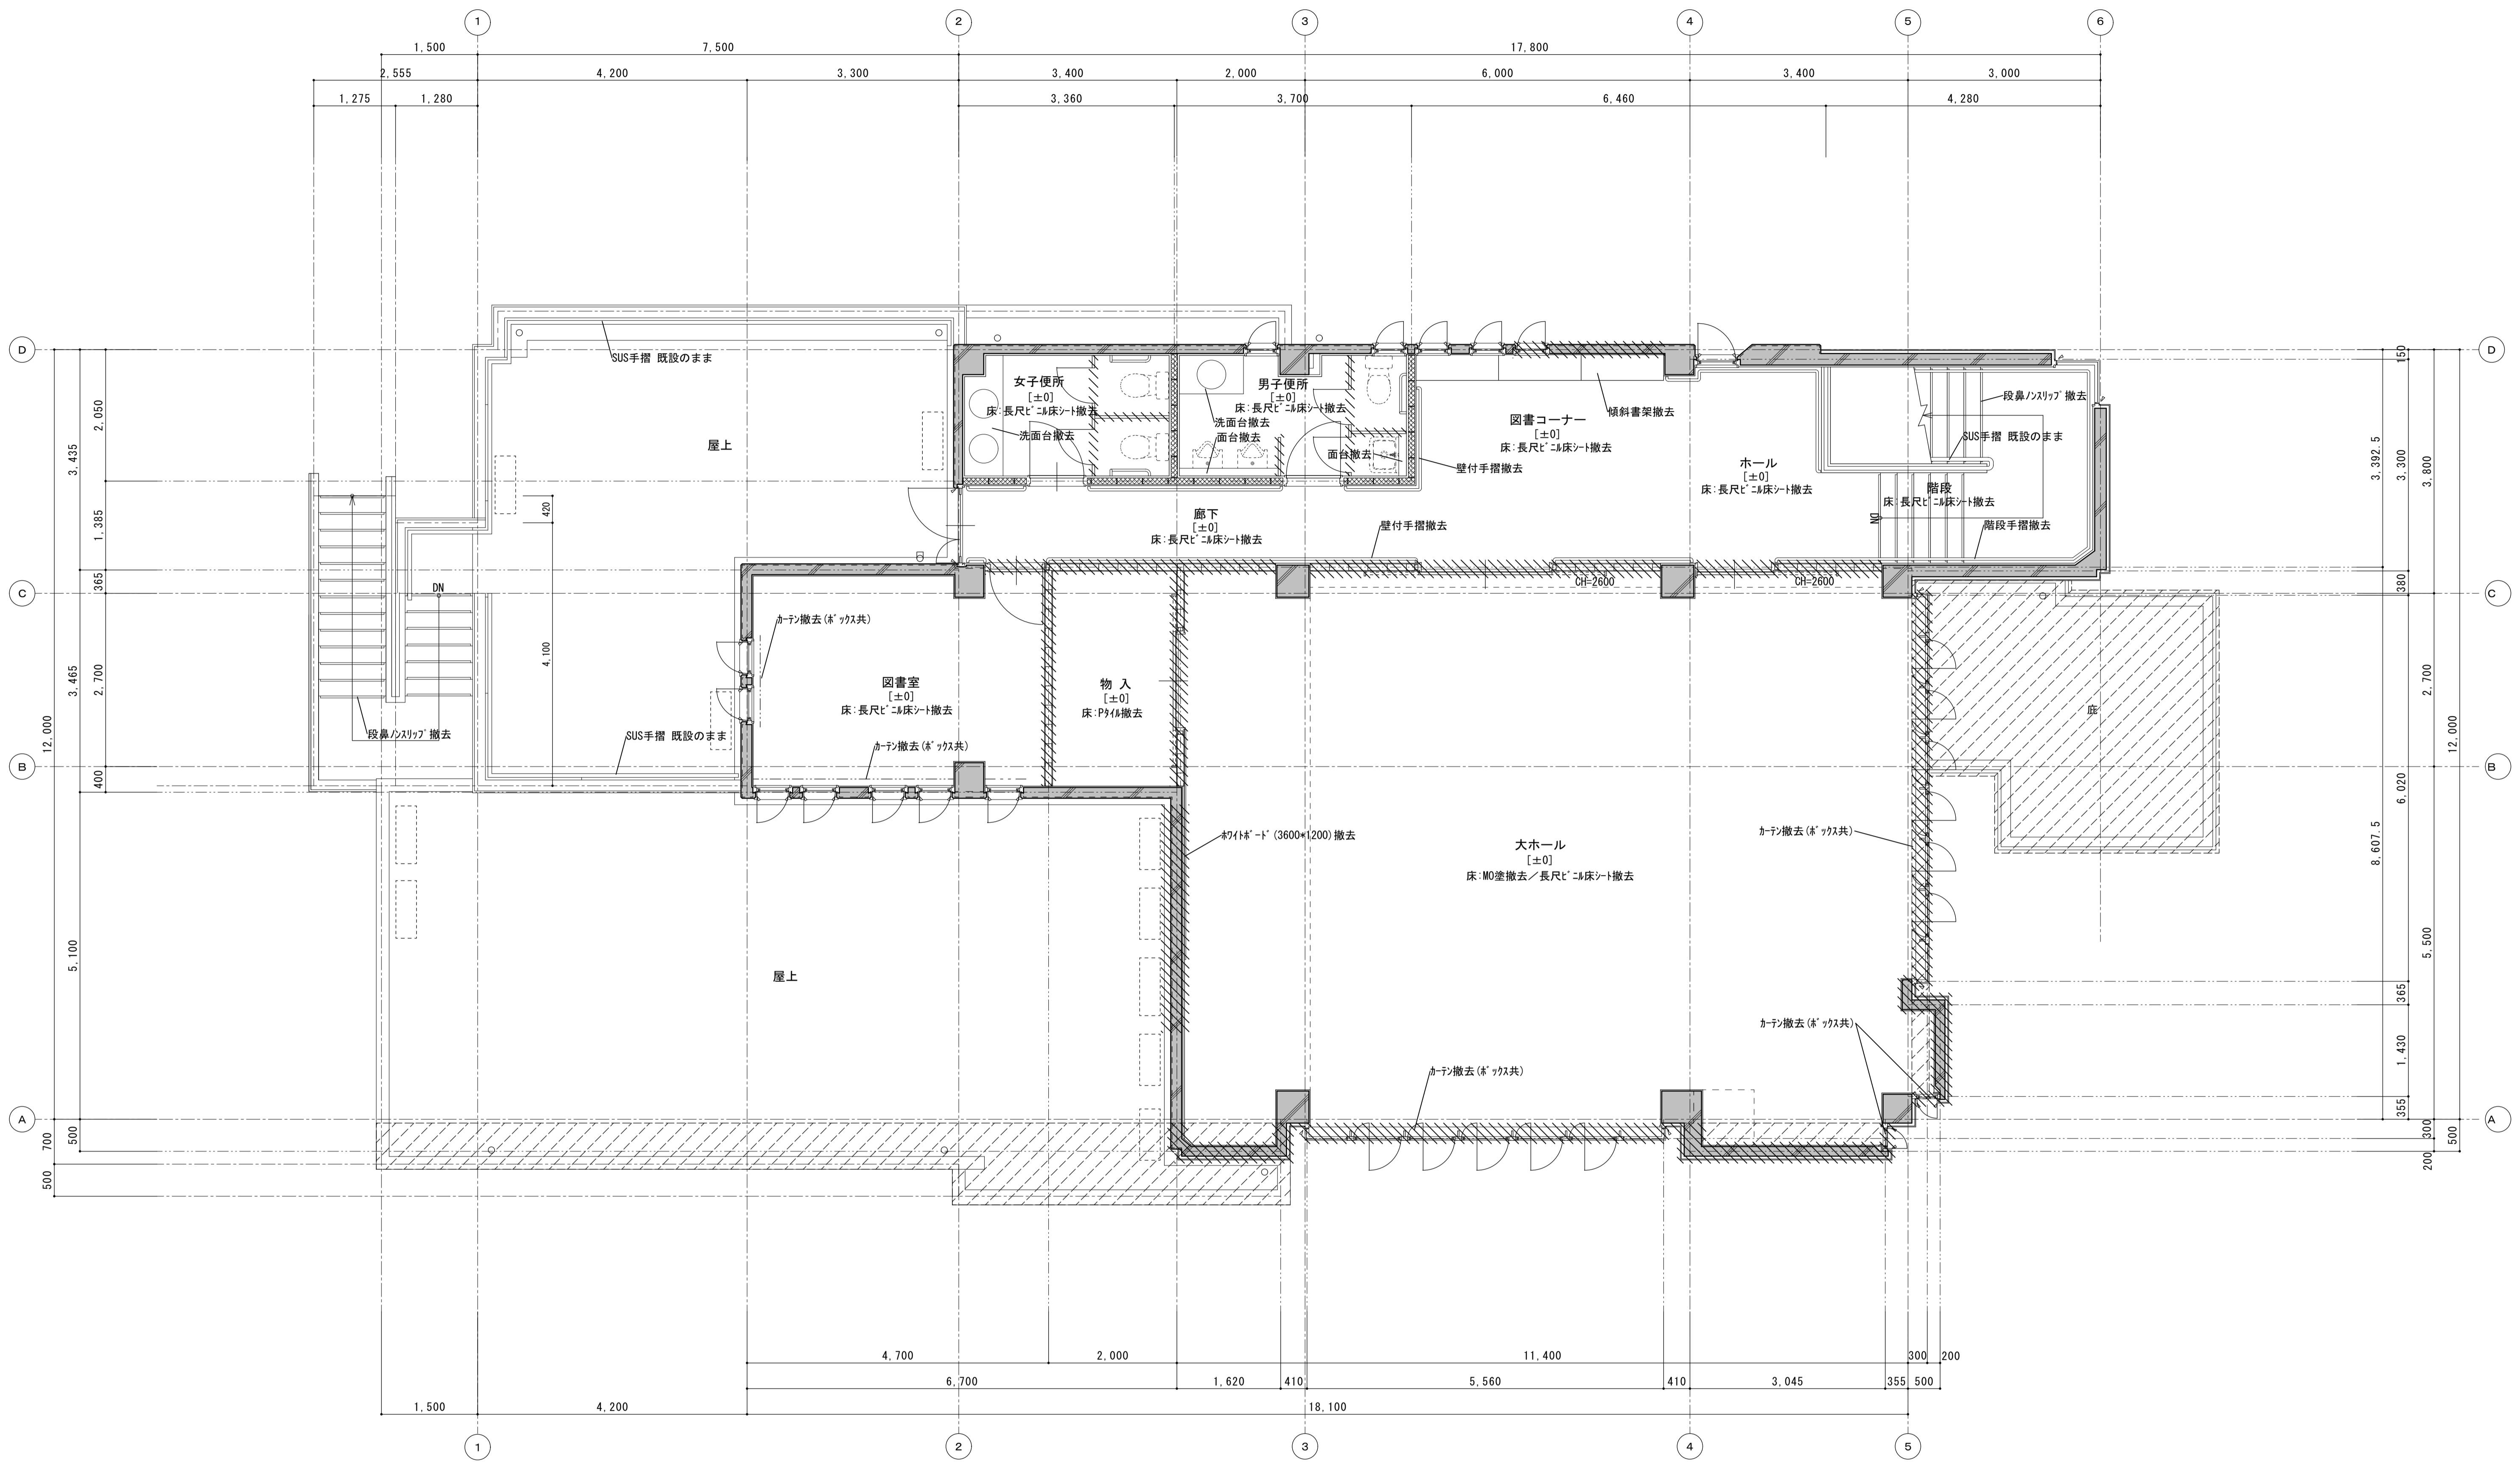 1
2
3
4
5
6
1,500
7,500
17,800
2,555
4,200
3,300
3,400
2,000
6,000
3,400
3,000
1,275
1,280
3,360
3,700
6,460
4,280
D
D
SUS手摺 既設のまま
屋上
女子便所
[±0]
床:長尺ﾋﾞﾆﾙ床ｼｰﾄ撤去
洗面台撤去
男子便所
[±0]
床:長尺ﾋﾞﾆﾙ床ｼｰﾄ撤去
洗面台撤去
面台撤去
面台撤去
壁付手摺撤去
図書コーナー
[±0]
床:長尺ﾋﾞﾆﾙ床ｼｰﾄ撤去
傾斜書架撤去
ホール
[±0]
床:長尺ﾋﾞﾆﾙ床ｼｰﾄ撤去
段鼻ﾉﾝｽﾘｯﾌﾟ撤去
SUS手摺 既設のまま
階段
床:長尺ﾋﾞﾆﾙ床ｼｰﾄ撤去
DN
階段手摺撤去
廊下
[±0]
床:長尺ﾋﾞﾆﾙ床ｼｰﾄ撤去
壁付手摺撤去
CH=2600
CH=2600
DN
420
4,100
C
C
カｰﾃﾝ撤去(ﾎﾞｯｸｽ共)
図書室
[±0]
床:長尺ﾋﾞﾆﾙ床ｼｰﾄ撤去
カｰﾃﾝ撤去(ﾎﾞｯｸｽ共)
物 入
[±0]
床:Pﾀｲﾙ撤去
庇
段鼻ﾉﾝｽﾘｯﾌﾟ撤去
SUS手摺 既設のまま
B
B
ﾎﾜｲﾄﾎﾞｰﾄﾞ(3600*1200)撤去
大ホール
[±0]
床:MO塗撤去／長尺ﾋﾞﾆﾙ床ｼｰﾄ撤去
カｰﾃﾝ撤去(ﾎﾞｯｸｽ共)
屋上
カｰﾃﾝ撤去(ﾎﾞｯｸｽ共)
カｰﾃﾝ撤去(ﾎﾞｯｸｽ共)
A
A
12,000
700
500
3,435
3,465
5,100
500
2,050
1,385
365
2,700
400
3,392.5
8,607.5
150
3,300
380
6,020
365
1,430
355
3,800
2,700
5,500
300
200
12,000
500
4,700
2,000
11,400
300
200
6,700
1,620
410
5,560
410
3,045
355
500
1,500
4,200
18,100
1
2
3
4
5